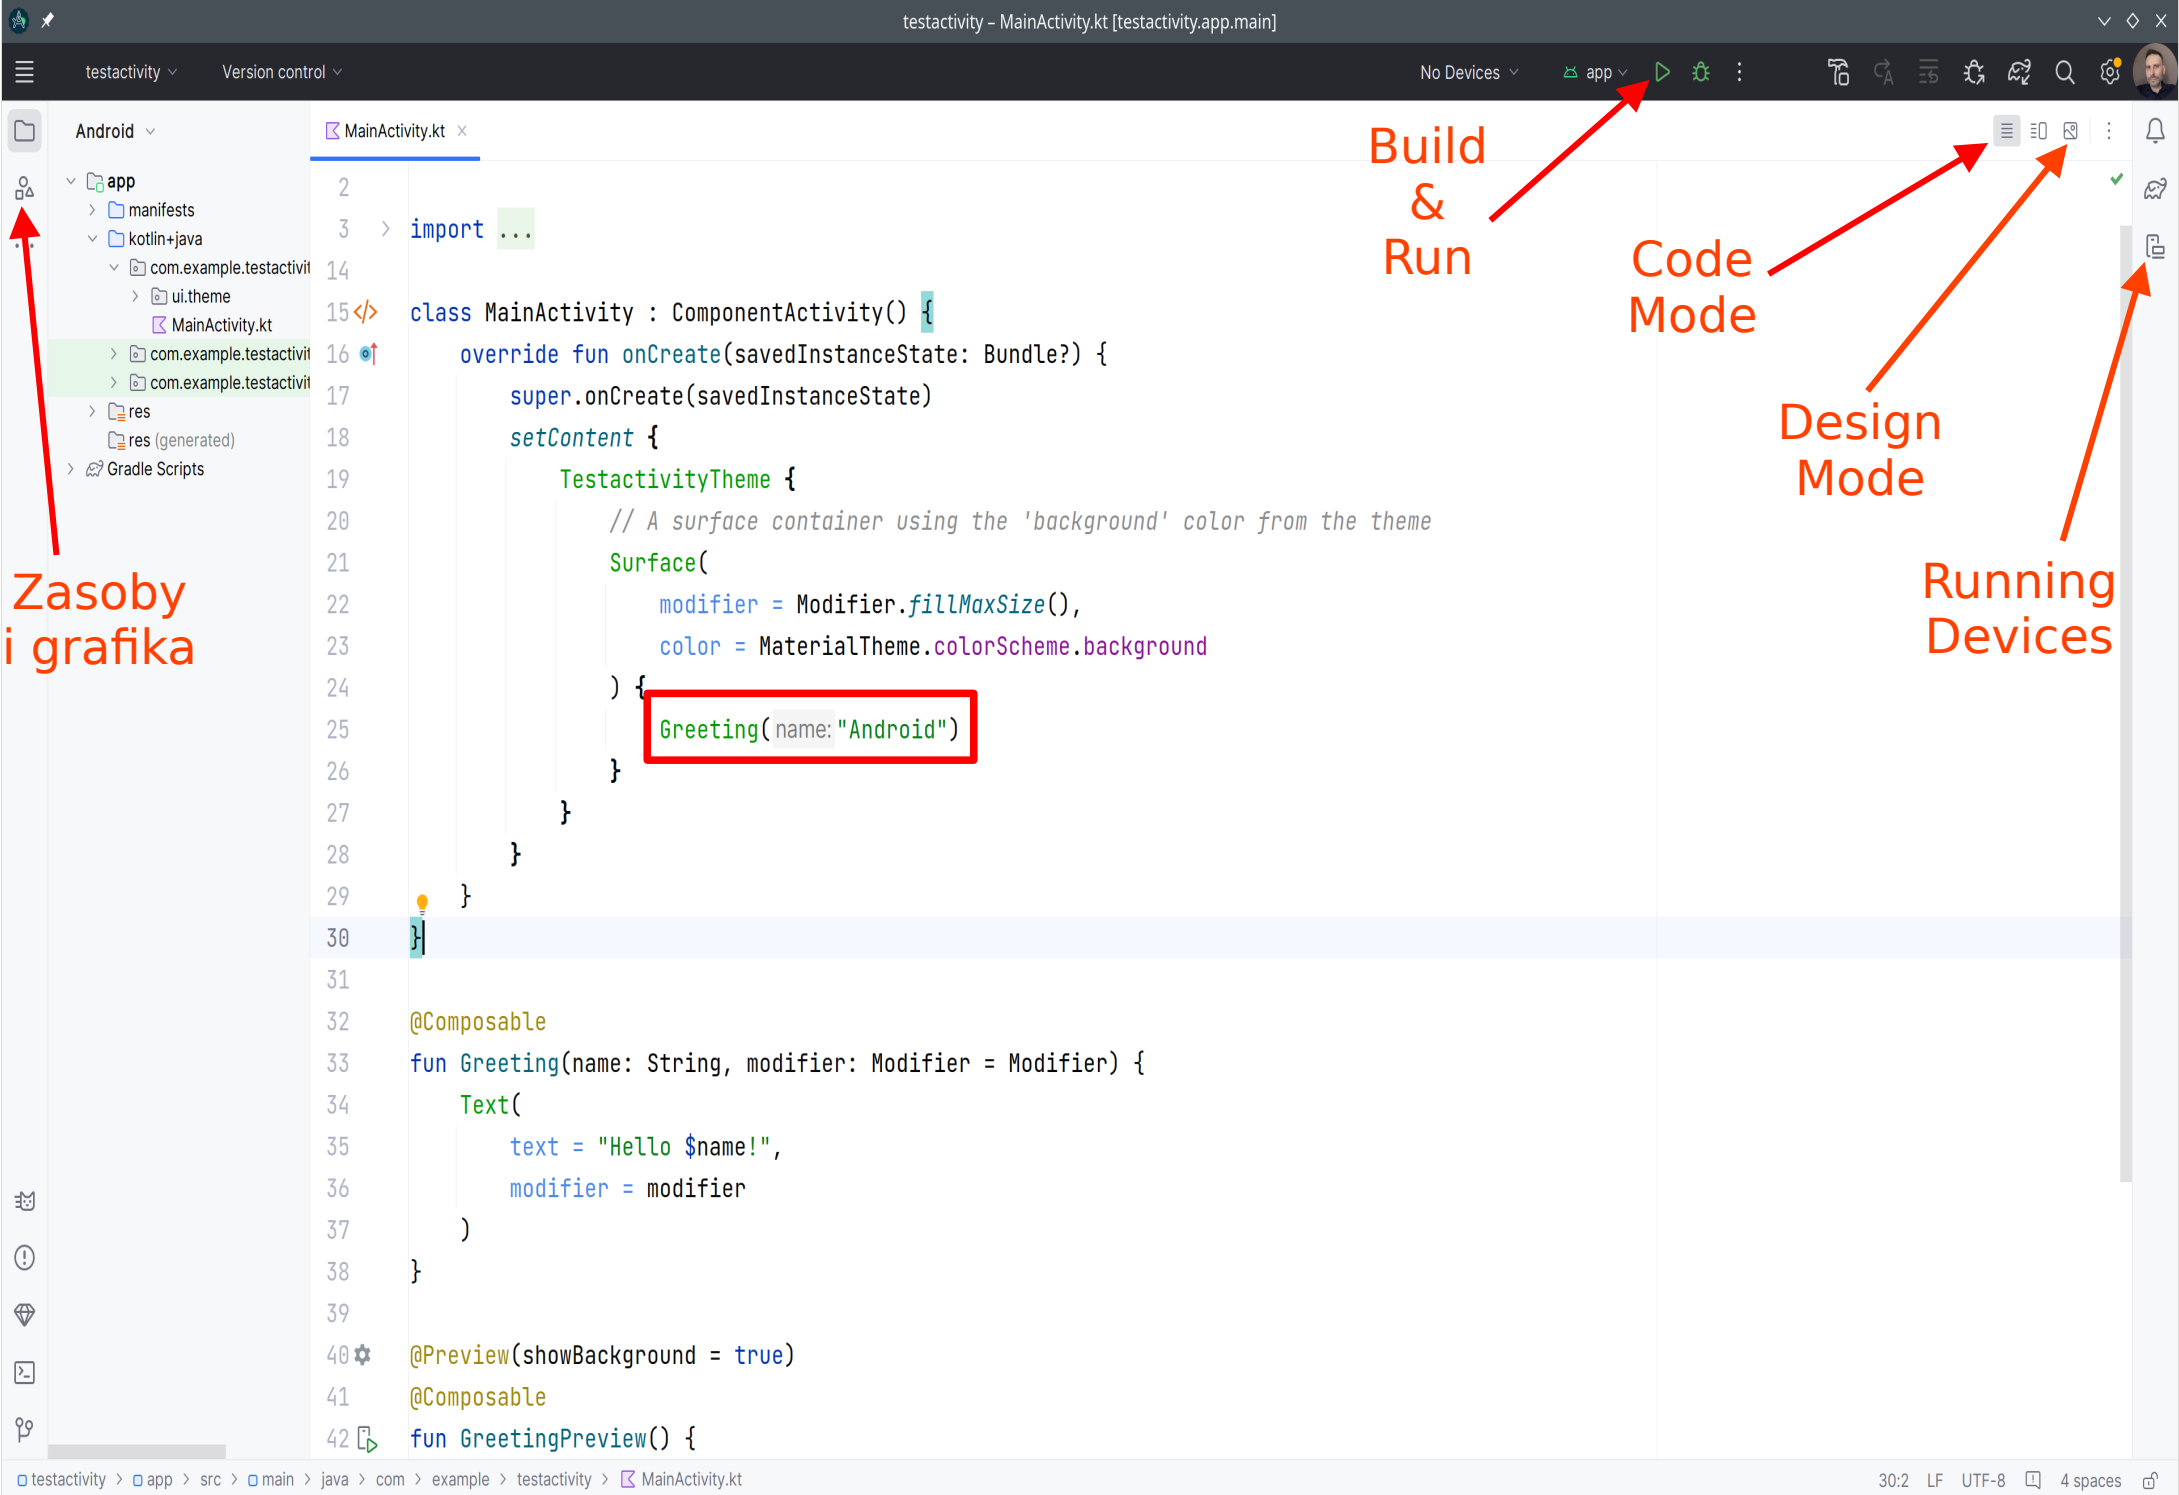 testactivity – MainActivity.kt [testactivity.app.main]
testactivity
Version control
No Devices
app
Android
MainActivity.kt
app
manifests
kotlin+java
com.example.testactivit
ui.theme
MainActivity.kt
com.example.testactivit
com.example.testactivit
res
res (generated)
Gradle Scripts
Zasoby
i grafika
Build
&
Run
Code
Mode
Design
Mode
Running
Devices
2
3 import ...
14
15 class MainActivity : ComponentActivity() {
16 override fun onCreate(savedInstanceState: Bundle?) {
17 super.onCreate(savedInstanceState)
18 setContent {
19 TestactivityTheme {
20 // A surface container using the 'background' color from the theme
21 Surface(
22 modifier = Modifier.fillMaxSize(),
23 color = MaterialTheme.colorScheme.background
24 ) {
25 Greeting( name: "Android")
26 }
27 }
28 }
29 }
30 }
31
32 @Composable
33 fun Greeting(name: String, modifier: Modifier = Modifier) {
34 Text(
35 text = "Hello $name!",
36 modifier = modifier
37 )
38 }
39
40 @Preview(showBackground = true)
41 @Composable
42 fun GreetingPreview() {
testactivity > app > src > main > java > com > example > testactivity > MainActivity.kt
30:2 LF UTF-8 4 spaces